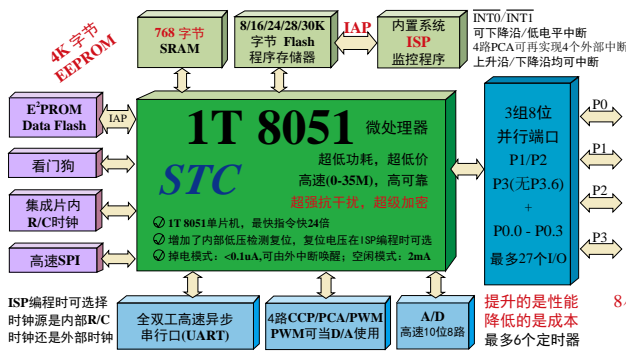 4K 字节
EEPROM
768 字节
SRAM
8/16/24/28/30K
字节 Flash
程序存储器
IAP
内置系统
ISP
监控程序
INT0/INT1
可下降沿/低电平中断
4路PCA可再实现4个外部中断
上升沿/下降沿均可中断
E²PROM
Data Flash
IAP
看门狗
集成片内
R/C时钟
高速SPI
1T 8051 微处理器
STC
超低功耗，超低价
高速(0-35M)，高可靠
超强抗干扰，超级加密
1T 8051单片机，最快指令快24倍
增加了内部低压检测复位，复位电压在ISP编程时可选
掉电模式：<0.1uA,可由外中断唤醒；空闲模式：2mA
3组8位
并行端口
P1/P2
P3(无P3.6)
+
P0.0 - P0.3
最多27个I/O
P0
P1
P2
P3
ISP编程时可选择
时钟源是内部R/C
时钟还是外部时钟
全双工高速异步
串行口(UART)
4路CCP/PCA/PWM
PWM可当D/A使用
A/D
高速10位8路
提升的是性能
降低的是成本
最多6个定时器